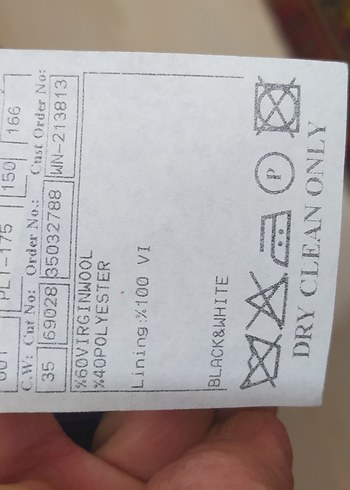 PLT-175 150 166
C.W: Cut No: Order No.: Cust Order No:
35 69028 35032788 WN-213813
%60VIRGINWOOL
%40POLYESTER
Lining:%100 VI
BLACK&WHITE
P
DRY CLEAN ONLY